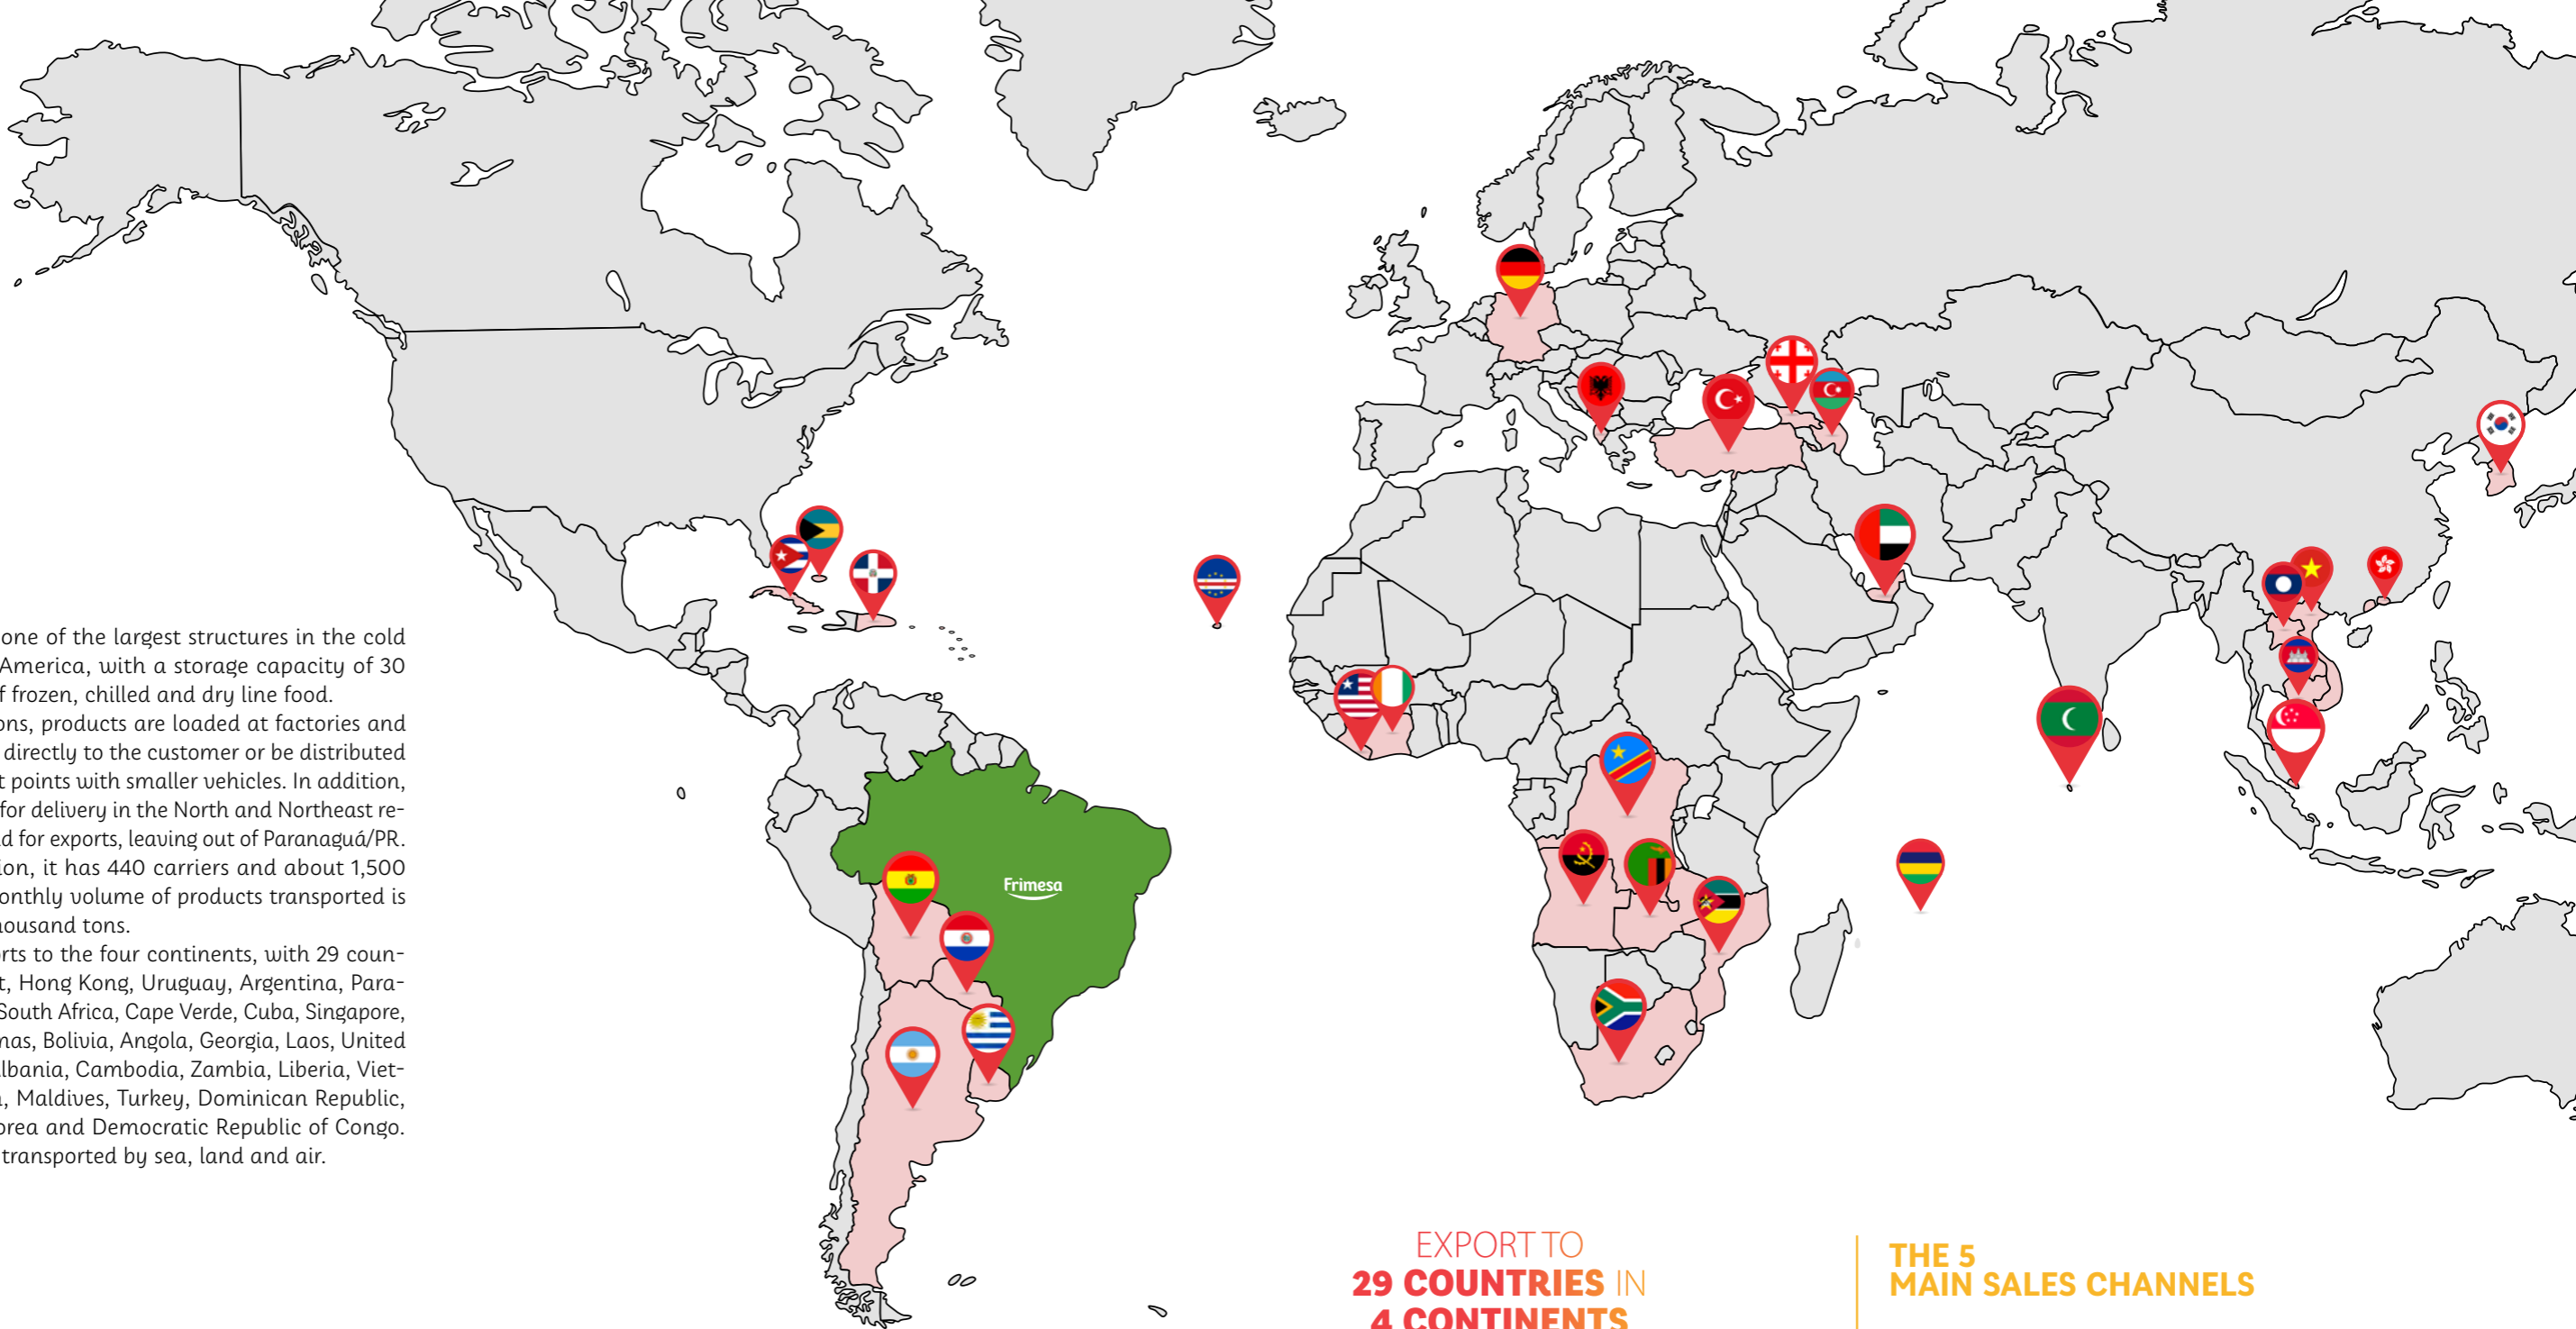 one of the largest structures in the cold
America, with a storage capacity of 30
f frozen, chilled and dry line food.
ons, products are loaded at factories and
directly to the customer or be distributed
t points with smaller vehicles. In addition,
for delivery in the North and Northeast re-
d for exports, leaving out of Paranaguá/PR.
ion, it has 440 carriers and about 1,500
onthly volume of products transported is
housand tons.
rts to the four continents, with 29 coun-
t, Hong Kong, Uruguay, Argentina, Para-
South Africa, Cape Verde, Cuba, Singapore,
mas, Bolivia, Angola, Georgia, Laos, United
lbania, Cambodia, Zambia, Liberia, Viet-
, Maldives, Turkey, Dominican Republic,
orea and Democratic Republic of Congo.
transported by sea, land and air.
Frimesa
EXPORT TO
29 COUNTRIES IN
4 CONTINENTS
THE 5
MAIN SALES CHANNELS